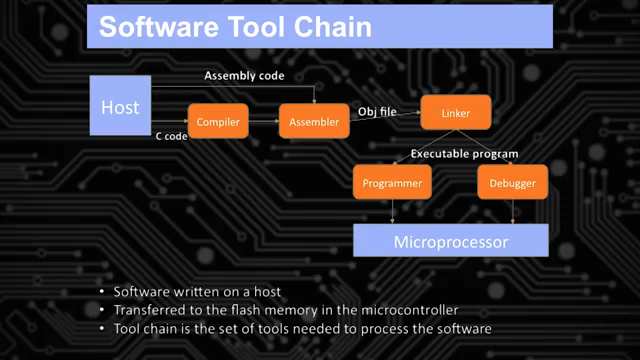 Software Tool Chain
Assembly code
Host
C code
Compiler
Assembler
Obj file
Linker
Executable program
Programmer
Debugger
Microprocessor
• Software written on a host
• Transferred to the flash memory in the microcontroller
• Tool chain is the set of tools needed to process the software